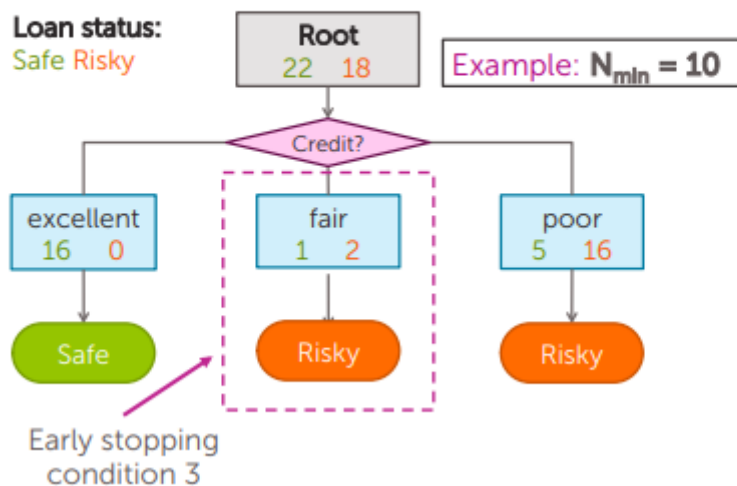 Loan status:
Safe Risky
Root
22 18
Example: Nmin = 10
Credit?
excellent
16 0
fair
1 2
poor
5 16
Safe
Risky
Risky
Early stopping
condition 3